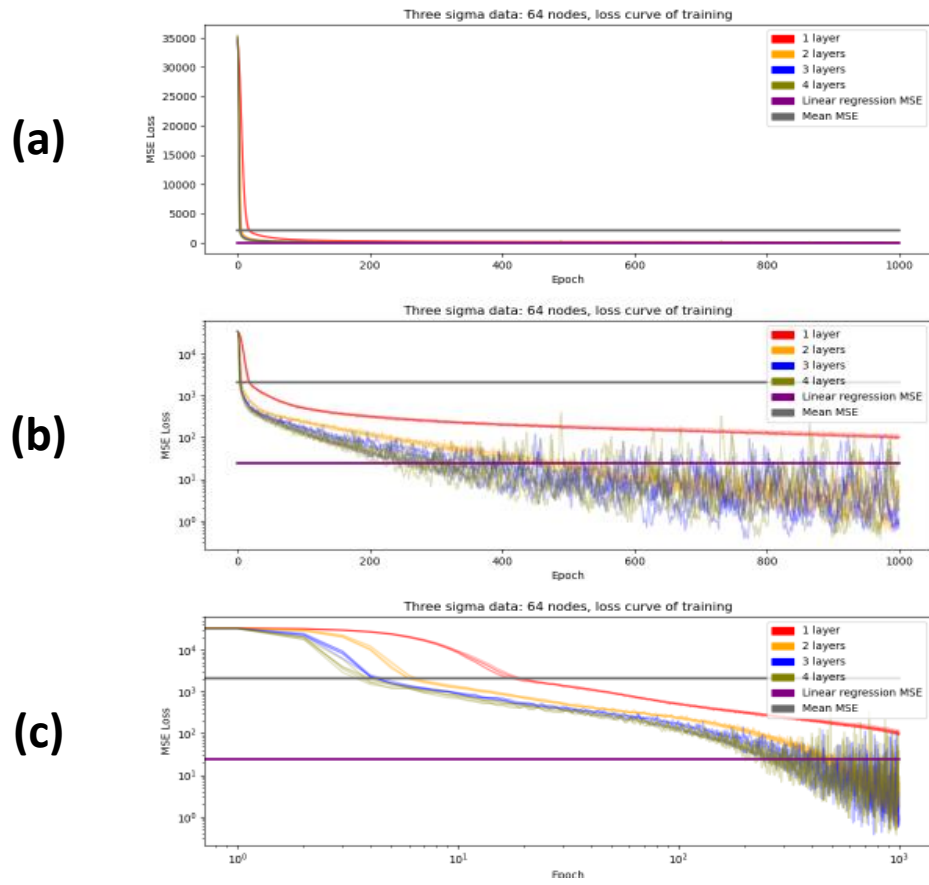 (a)
Three sigma data: 64 nodes, loss curve of training
MSE Loss
35000
30000
25000
20000
15000
10000
5000
0
1 layer
2 layers
3 layers
4 layers
Linear regression MSE
Mean MSE
0
200
400
600
800
1000
Epoch
(b)
Three sigma data: 64 nodes, loss curve of training
MSE Loss
10⁴
10³
10²
10¹
10⁰
1 layer
2 layers
3 layers
4 layers
Linear regression MSE
Mean MSE
0
200
400
600
800
1000
Epoch
(c)
Three sigma data: 64 nodes, loss curve of training
MSE Loss
10⁴
10³
10²
10¹
10⁰
1 layer
2 layers
3 layers
4 layers
Linear regression MSE
Mean MSE
10⁰
10¹
10²
10³
Epoch